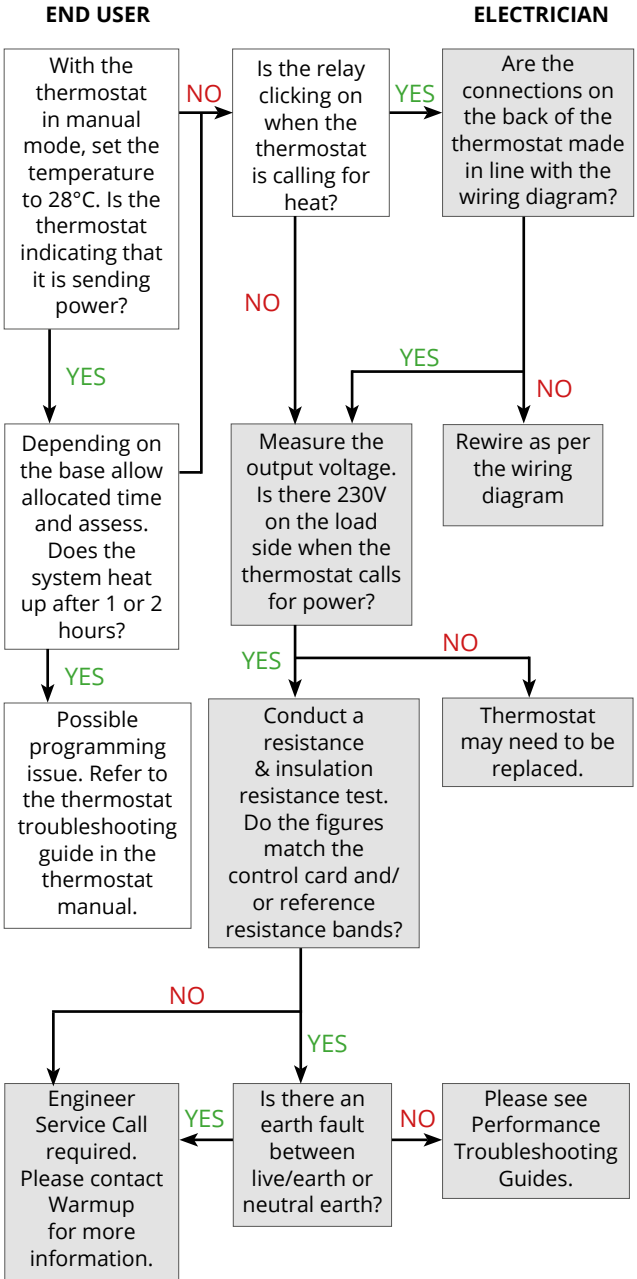 END USER
ELECTRICIAN
With the
thermostat
in manual
mode, set the
temperature
to 28°C. Is the
thermostat
indicating that
it is sending
power?
NO
Is the relay
clicking on
when the
thermostat
is calling for
heat?
YES
Are the
connections on
the back of the
thermostat made
in line with the
wiring diagram?
NO
YES
YES
NO
Depending on
the base allow
allocated time
and assess.
Does the
system heat
up after 1 or 2
hours?
Measure the
output voltage.
Is there 230V
on the load
side when the
thermostat calls
for power?
Rewire as per
the wiring
diagram
YES
YES
NO
Possible
programming
issue. Refer to
the thermostat
troubleshooting
guide in the
thermostat
manual.
Conduct a
resistance
& insulation
resistance test.
Do the figures
match the
control card and/
or reference
resistance bands?
Thermostat
may need to be
replaced.
NO
YES
Engineer
Service Call
required.
Please contact
Warmup
for more
information.
YES
Is there an
earth fault
between
live/earth or
neutral earth?
NO
Please see
Performance
Troubleshooting
Guides.